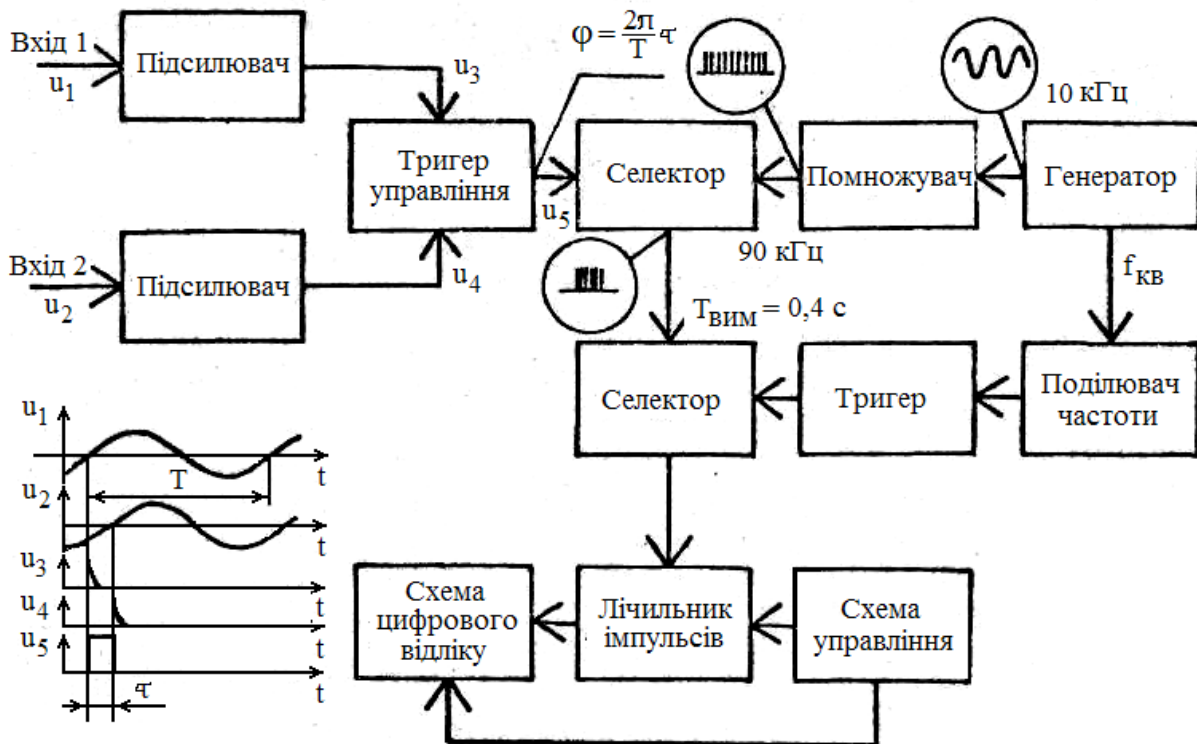 Вхід 1
u1
Підсилювач
u3
φ = 2π/T τ
10 кГц
Тригер
управління
u5
Селектор
Помножувач
Генератор
Вхід 2
u2
Підсилювач
u4
90 кГц
fкв
Tвим = 0,4 с
Селектор
Тригер
Поділювач
частоти
u1
t
T
u2
t
u3
t
u4
t
u5
t
τ
Схема
цифрового
відліку
Лічильник
імпульсів
Схема
управління